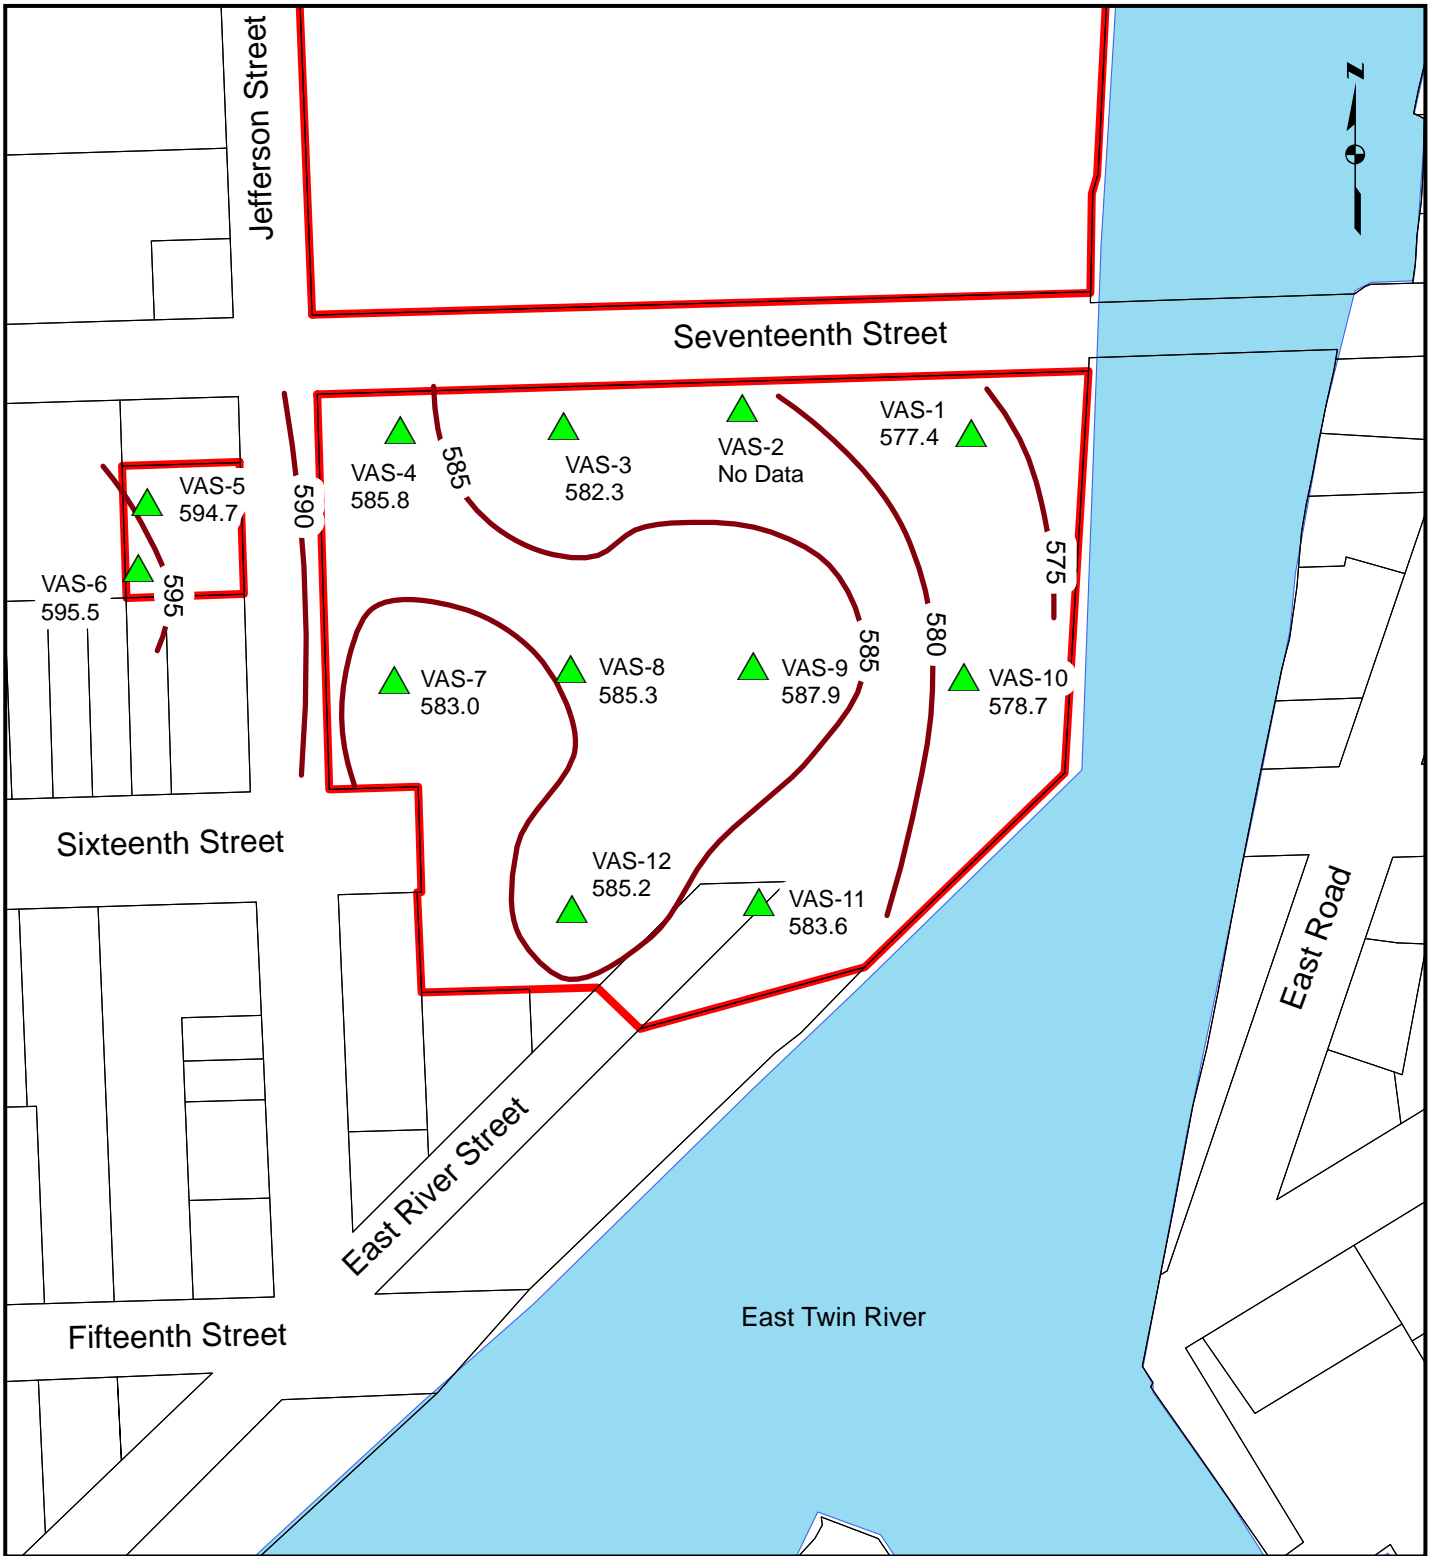 Jefferson Street
N
Seventeenth Street
VAS-1
577.4
VAS-2
No Data
VAS-3
582.3
VAS-4
585.8
585
590
VAS-5
594.7
VAS-6
595.5
595
575
580
585
VAS-7
583.0
VAS-8
585.3
VAS-9
587.9
VAS-10
578.7
Sixteenth Street
VAS-12
585.2
VAS-11
583.6
East Road
East River Street
East Twin River
Fifteenth Street